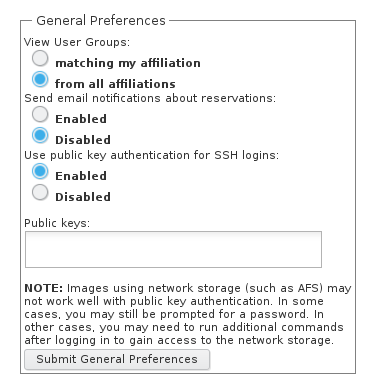 General Preferences
View User Groups:
matching my affiliation
from all affiliations
Send email notifications about reservations:
Enabled
Disabled
Use public key authentication for SSH logins:
Enabled
Disabled
Public keys:
NOTE: Images using network storage (such as AFS) may
not work well with public key authentication. In some
cases, you may still be prompted for a password. In
other cases, you may need to run additional commands
after logging in to gain access to the network storage.
Submit General Preferences